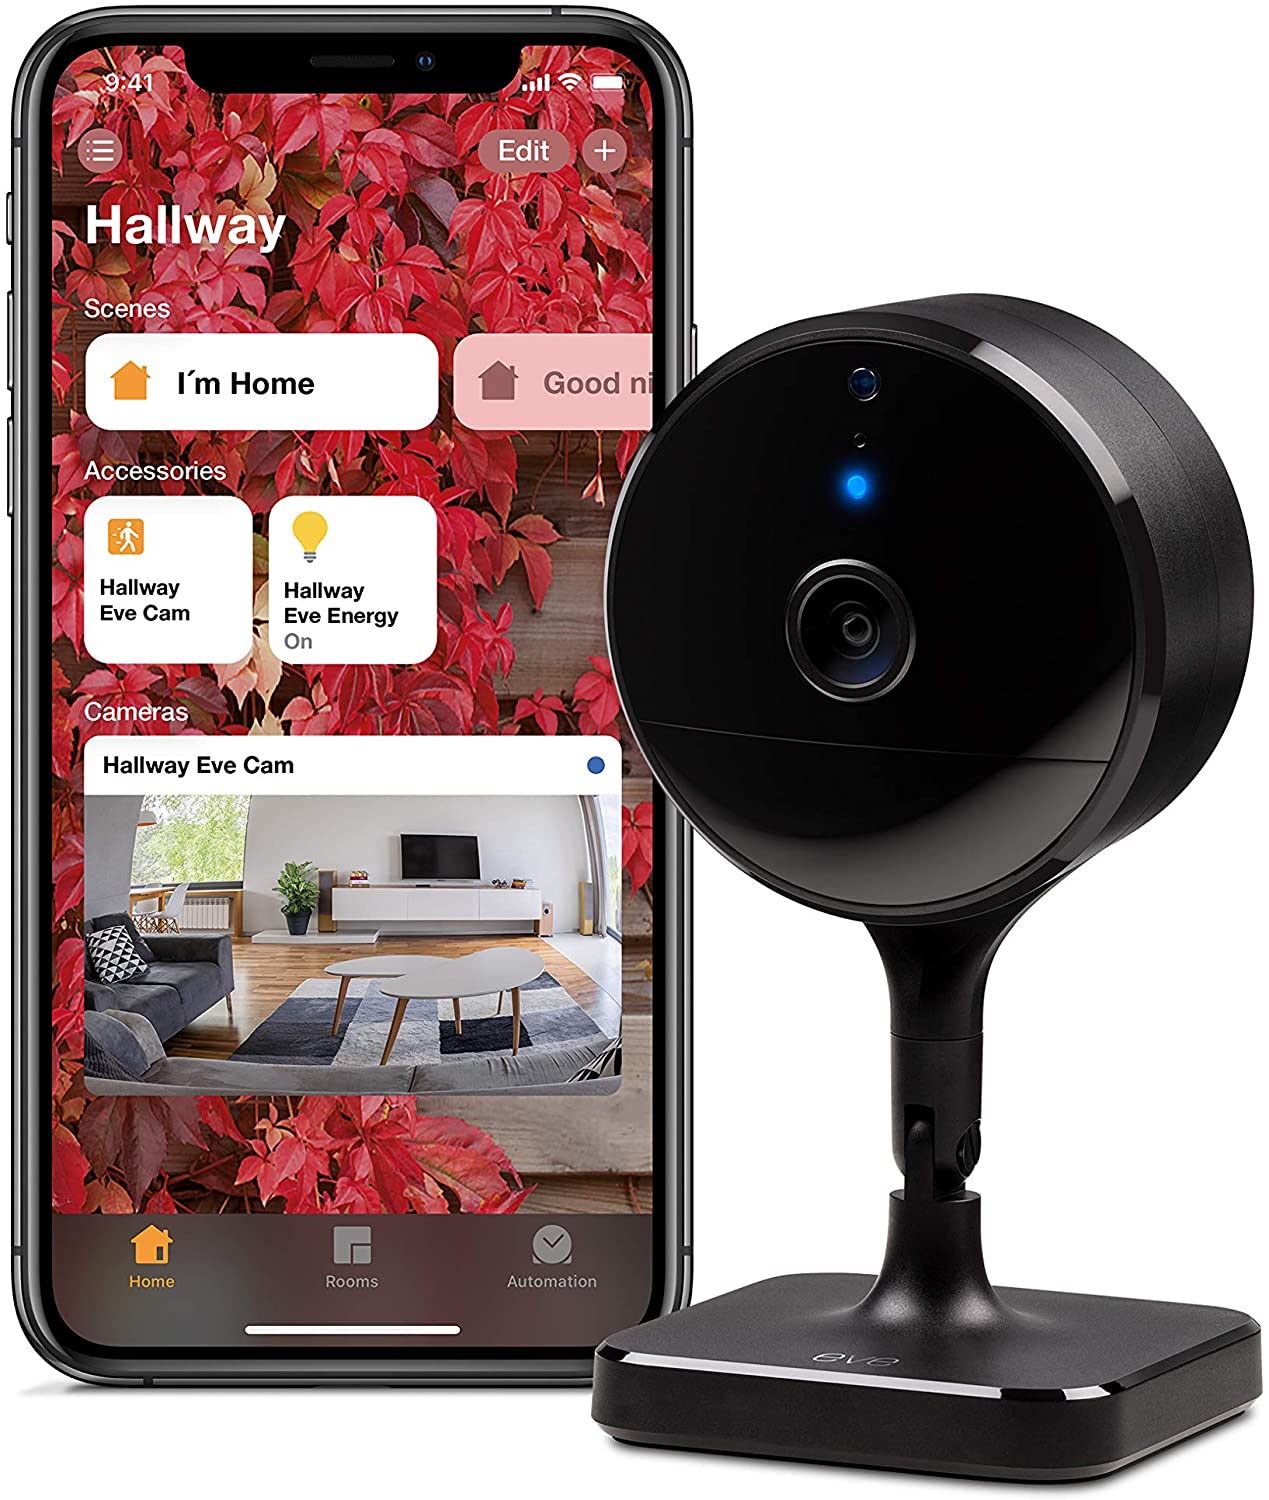 9:41
Edit
Hallway
Scenes
I´m Home
Good ni
Accessories
Hallway
Eve Cam
Hallway
Eve Energy
On
Cameras
Hallway Eve Cam
Home
Rooms
Automation
eve